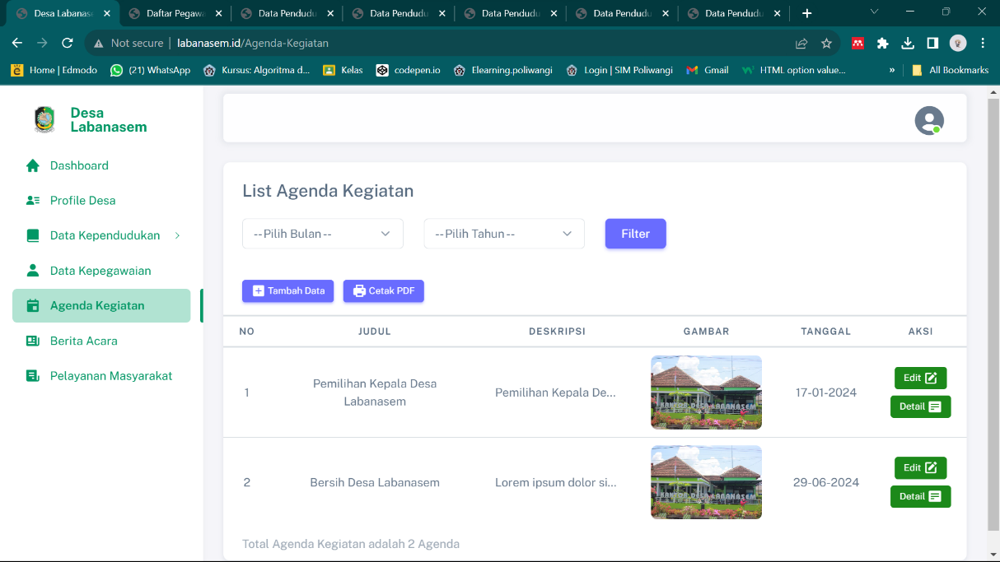 Desa Labanase
Daftar Pegawa
Data Pendudu
Data Pendudu
Data Pendudu
Data Pendudu
Data Pendudu
Not secure
labanasem.id/Agenda-Kegiatan
Home | Edmodo
(21) WhatsApp
Kursus: Algoritma d...
Kelas
codepen.io
Elearning.poliwangi
Login | SIM Poliwangi
Gmail
HTML option value...
»
All Bookmarks
Desa
Labanasem
Dashboard
Profile Desa
Data Kependudukan
Data Kepegawaian
Agenda Kegiatan
Berita Acara
Pelayanan Masyarakat
List Agenda Kegiatan
--Pilih Bulan--
--Pilih Tahun--
Filter
Tambah Data
Cetak PDF
NO JUDUL DESKRIPSI GAMBAR TANGGAL AKSI
1 Pemilihan Kepala Desa
Labanasem
Pemilihan Kepala De...
KANTOR DESA LABANASEM
17-01-2024
Edit
Detail
2 Bersih Desa Labanasem
Lorem ipsum dolor si...
KANTOR DESA LABANASEM
29-06-2024
Edit
Detail
Total Agenda Kegiatan adalah 2 Agenda